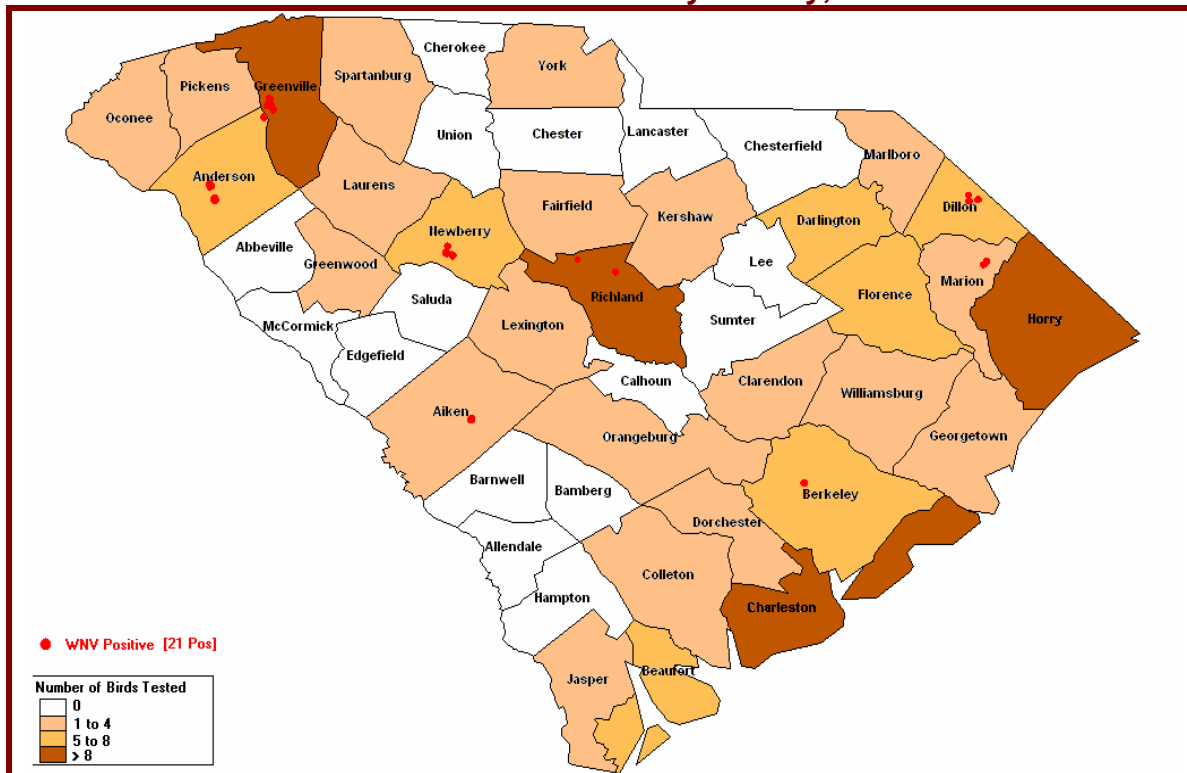 Cherokee
York
Spartanburg
Pickens
Greenville
Oconee
Union
Chester
Lancaster
Chesterfield
Marlboro
Anderson
Laurens
Fairfield
Kershaw
Darlington
Dillon
Newberry
Abbeville
Greenwood
Lee
Marion
Saluda
Richland
Florence
McCormick
Lexington
Sumter
Horry
Edgefield
Calhoun
Clarendon
Williamsburg
Aiken
Orangeburg
Georgetown
Barnwell
Bamberg
Berkeley
Dorchester
Allendale
Colleton
Hampton
Charleston
Beaufort
Jasper
WNV Positive [21 Pos]
Number of Birds Tested
0
1 to 4
5 to 8
> 8